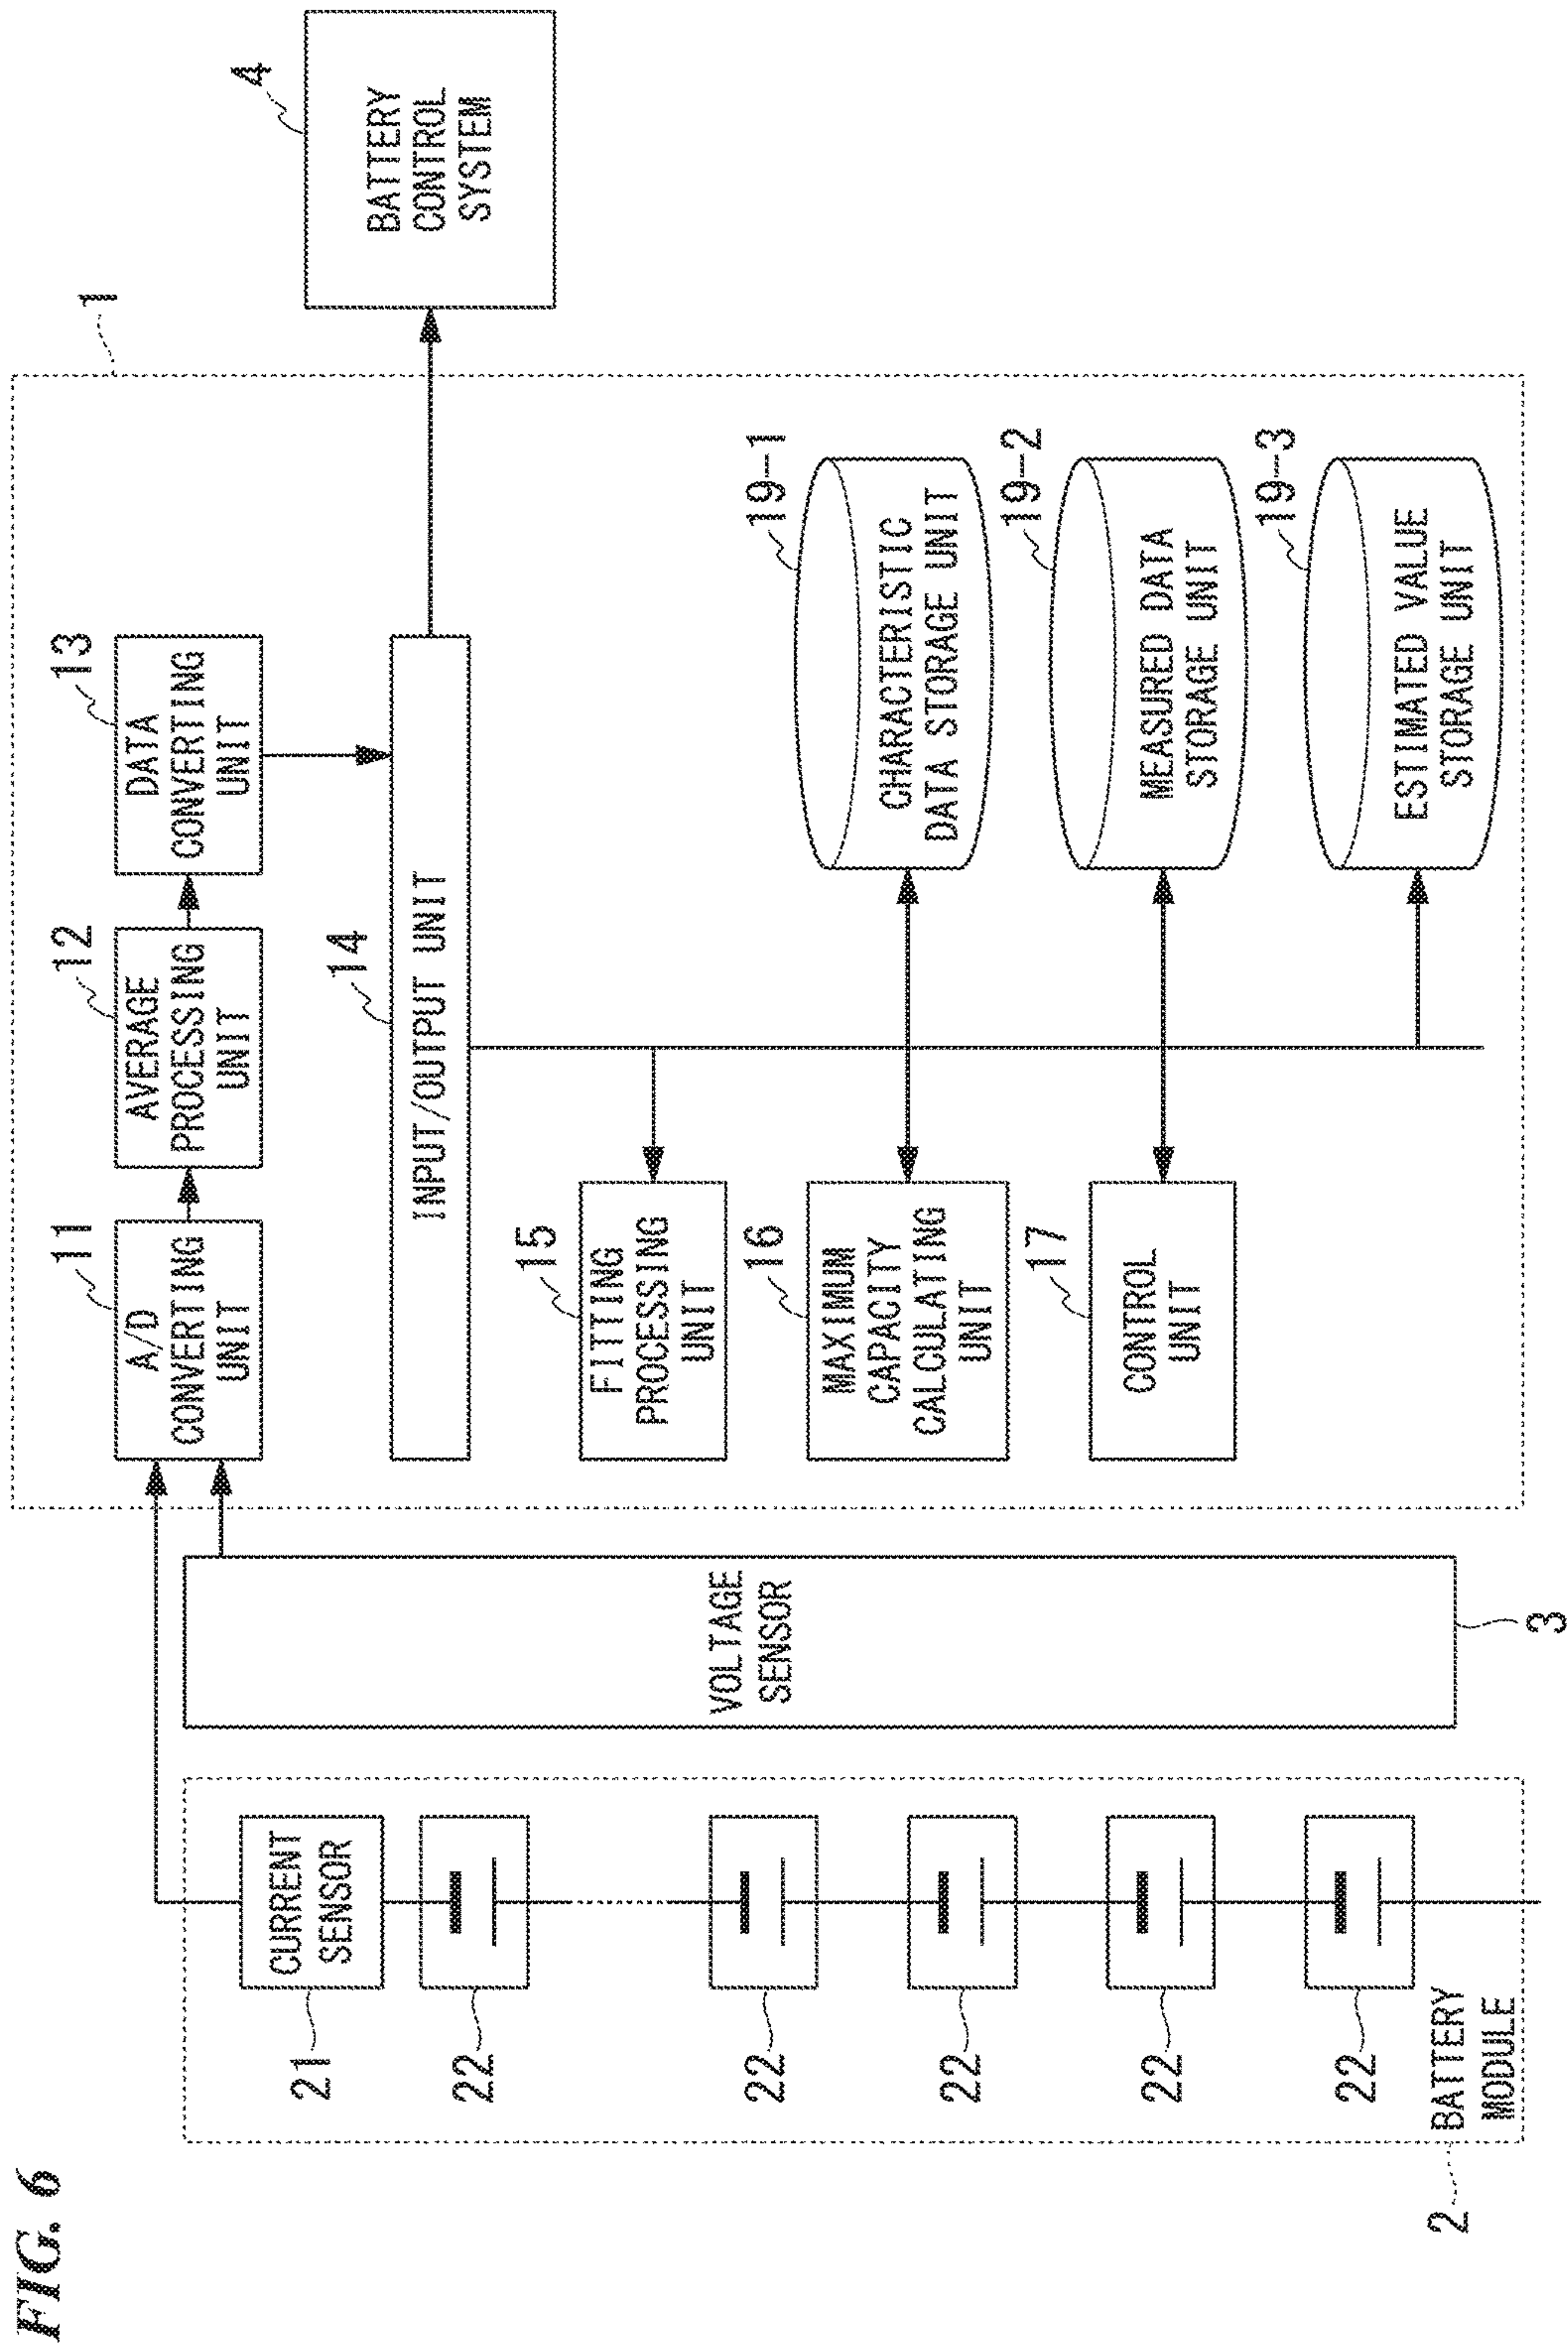 FIG. 6
1
11
A/D
CONVERTING
UNIT
12
AVERAGE
PROCESSING
UNIT
13
DATA
CONVERTING
UNIT
4
BATTERY
CONTROL
SYSTEM
21
CURRENT
SENSOR
VOLTAGE
SENSOR
3
14
INPUT/OUTPUT UNIT
22
22
22
22
22
15
FITTING
PROCESSING
UNIT
16
MAXIMUM
CAPACITY
CALCULATING
UNIT
17
CONTROL
UNIT
19-1
CHARACTERISTIC
DATA STORAGE UNIT
19-2
MEASURED DATA
STORAGE UNIT
19-3
ESTIMATED VALUE
STORAGE UNIT
2
BATTERY
MODULE